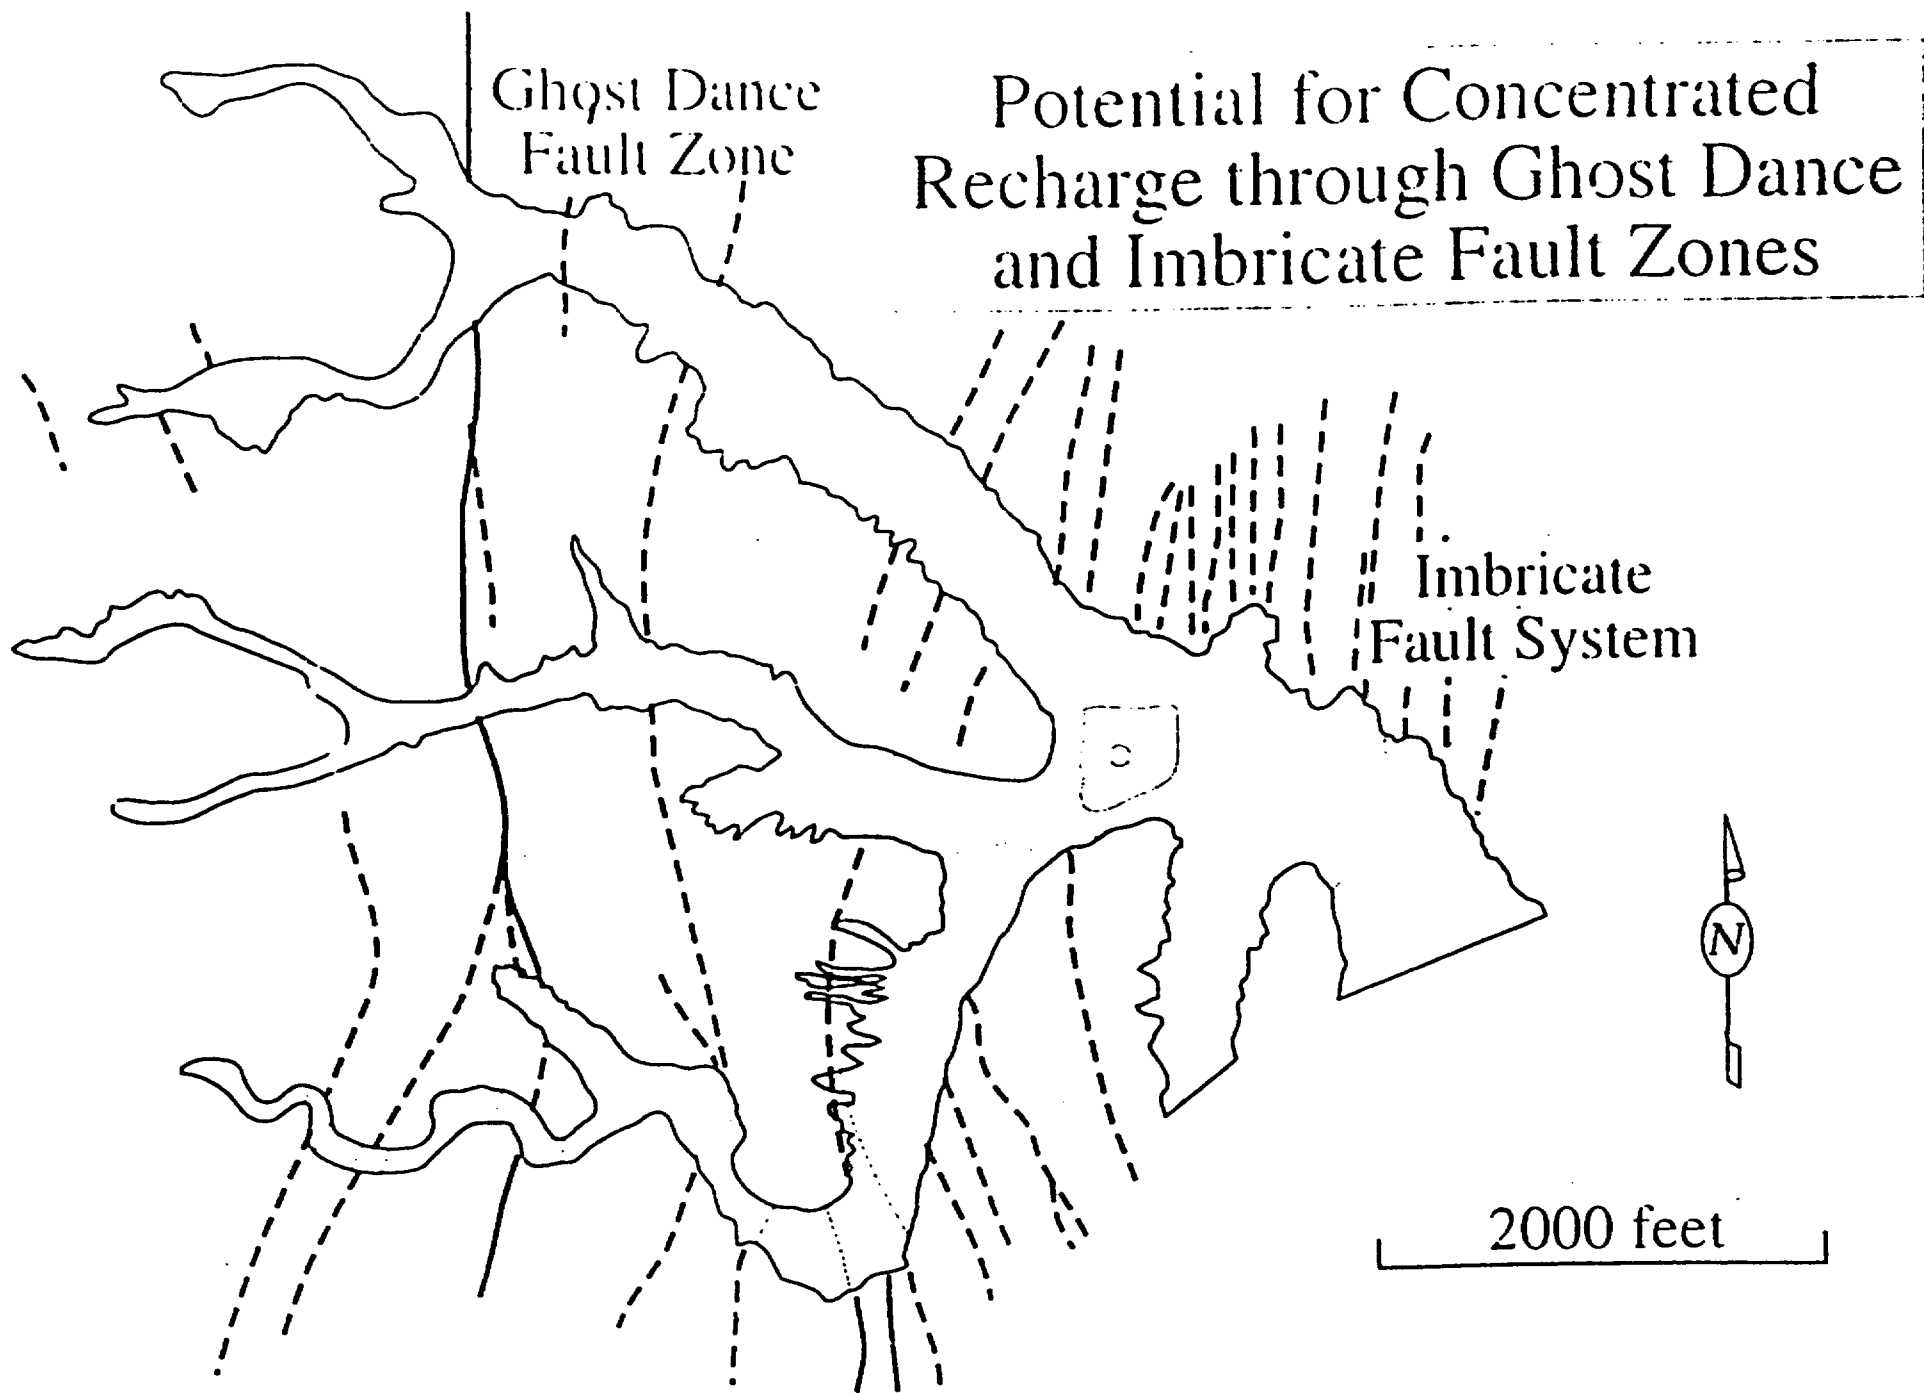 Ghost Dance
Fault Zone
Potential for Concentrated
Recharge through Ghost Dance
and Imbricate Fault Zones
Imbricate
Fault System
N
2000 feet